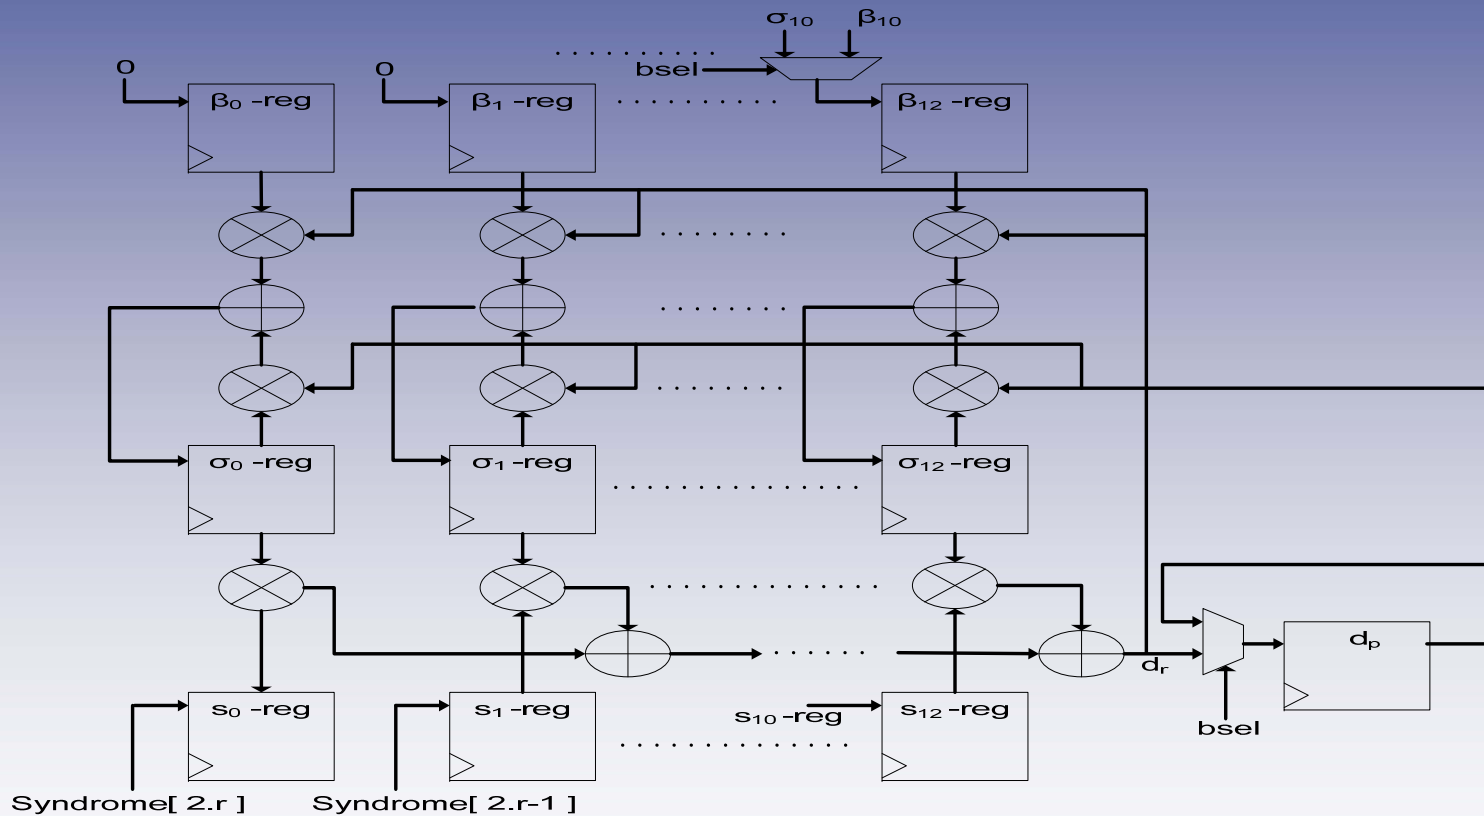 σ10 β10
0 0 bsel
β0 -reg β1 -reg β12 -reg
σ0 -reg σ1 -reg σ12 -reg
dr dp
s0 -reg s1 -reg s10 -reg s12 -reg
bsel
Syndrome[ 2.r ] Syndrome[ 2.r-1 ]